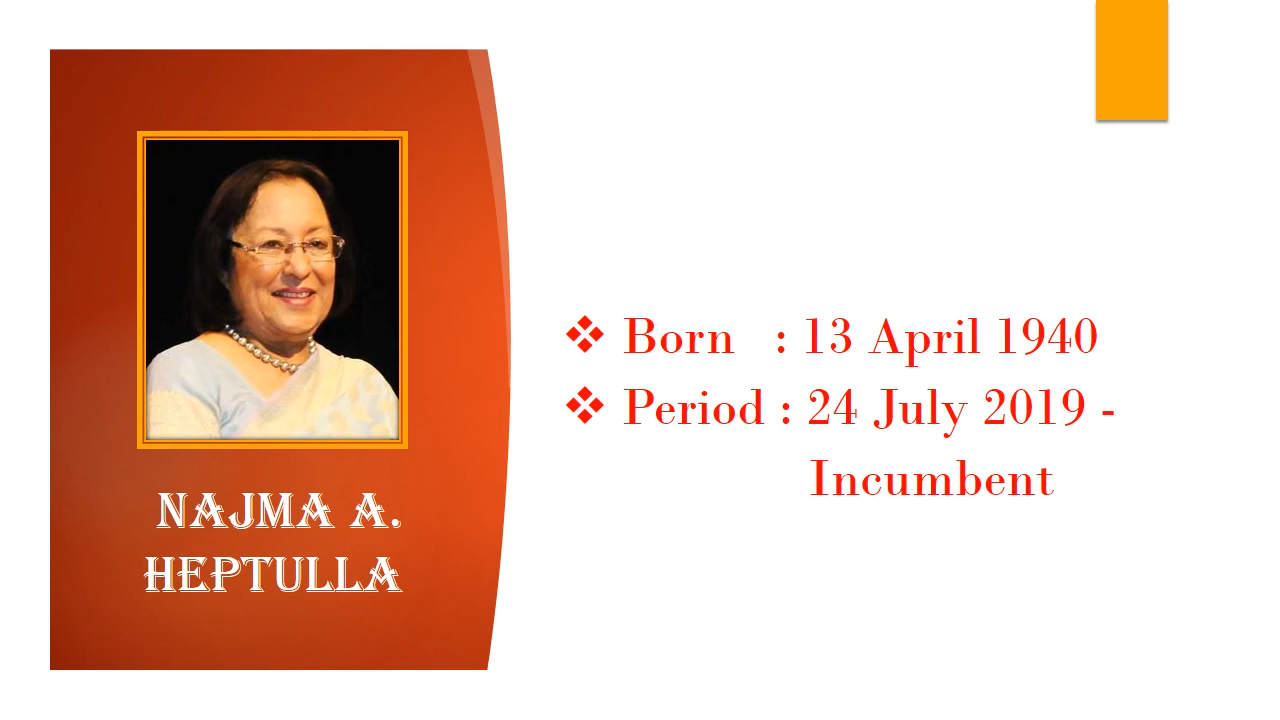 NAJMA A.
HEPTULLA
❖ Born : 13 April 1940
❖ Period : 24 July 2019 -
Incumbent